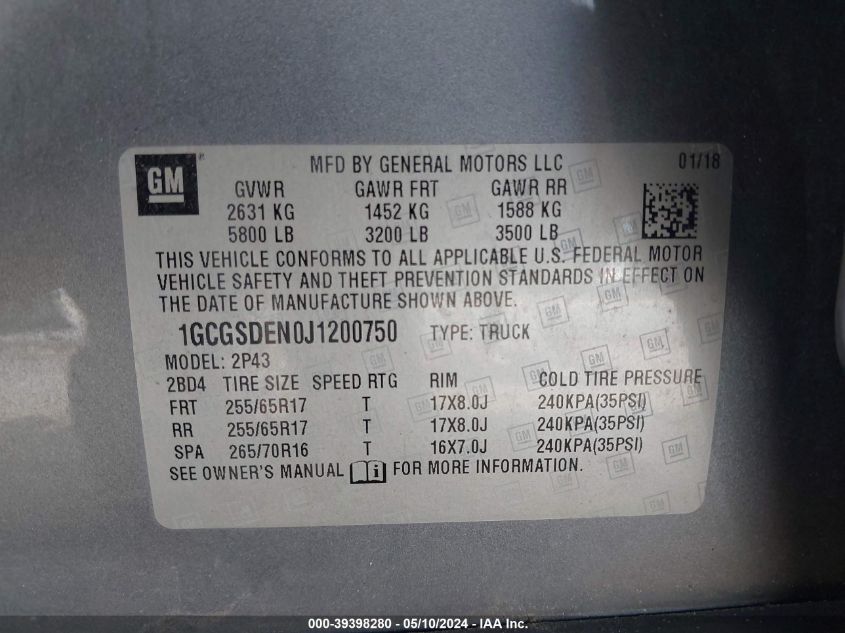 GM MFD BY GENERAL MOTORS LLC 01/18
GVWR GAWR FRT GAWR RR
2631 KG 1452 KG 1588 KG
5800 LB 3200 LB 3500 LB
THIS VEHICLE CONFORMS TO ALL APPLICABLE U.S. FEDERAL MOTOR
VEHICLE SAFETY AND THEFT PREVENTION STANDARDS IN EFFECT ON
THE DATE OF MANUFACTURE SHOWN ABOVE.
1GCGSDEN0J1200750 TYPE: TRUCK
MODEL: 2P43
2BD4 TIRE SIZE SPEED RTG RIM COLD TIRE PRESSURE
FRT 255/65R17 T 17X8.0J 240KPA(35PSI)
RR 255/65R17 T 17X8.0J 240KPA(35PSI)
SPA 265/70R16 T 16X7.0J 240KPA(35PSI)
SEE OWNER'S MANUAL FOR MORE INFORMATION.
000-39398280 - 05/10/2024 - IAA Inc.